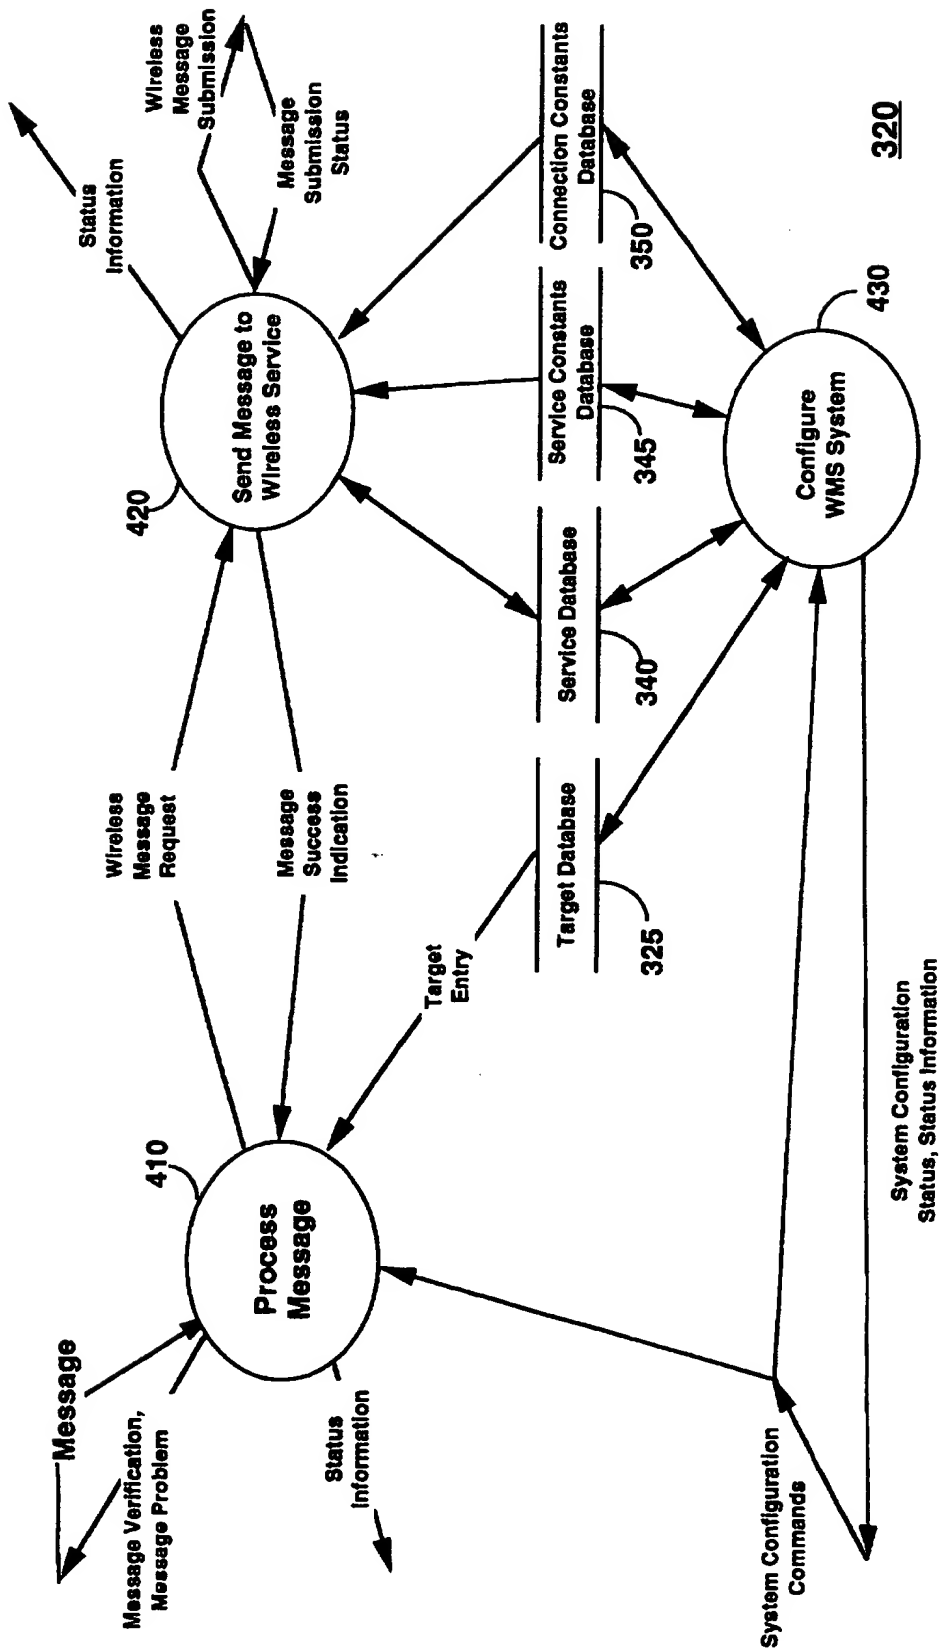 Message
Message Verification,
Message Problem
410
Process
Message
Status
Information
Wireless
Message
Request
Message
Success
Indication
Target
Entry
420
Send Message to
Wireless Service
Status
Information
Wireless
Message
Submission
Message
Submission
Status
Target Database
325
Service Database
340
Service Constants
Database
345
Connection Constants
Database
350
Configure
WMS System
430
System Configuration
Commands
System Configuration
Status, Status Information
320